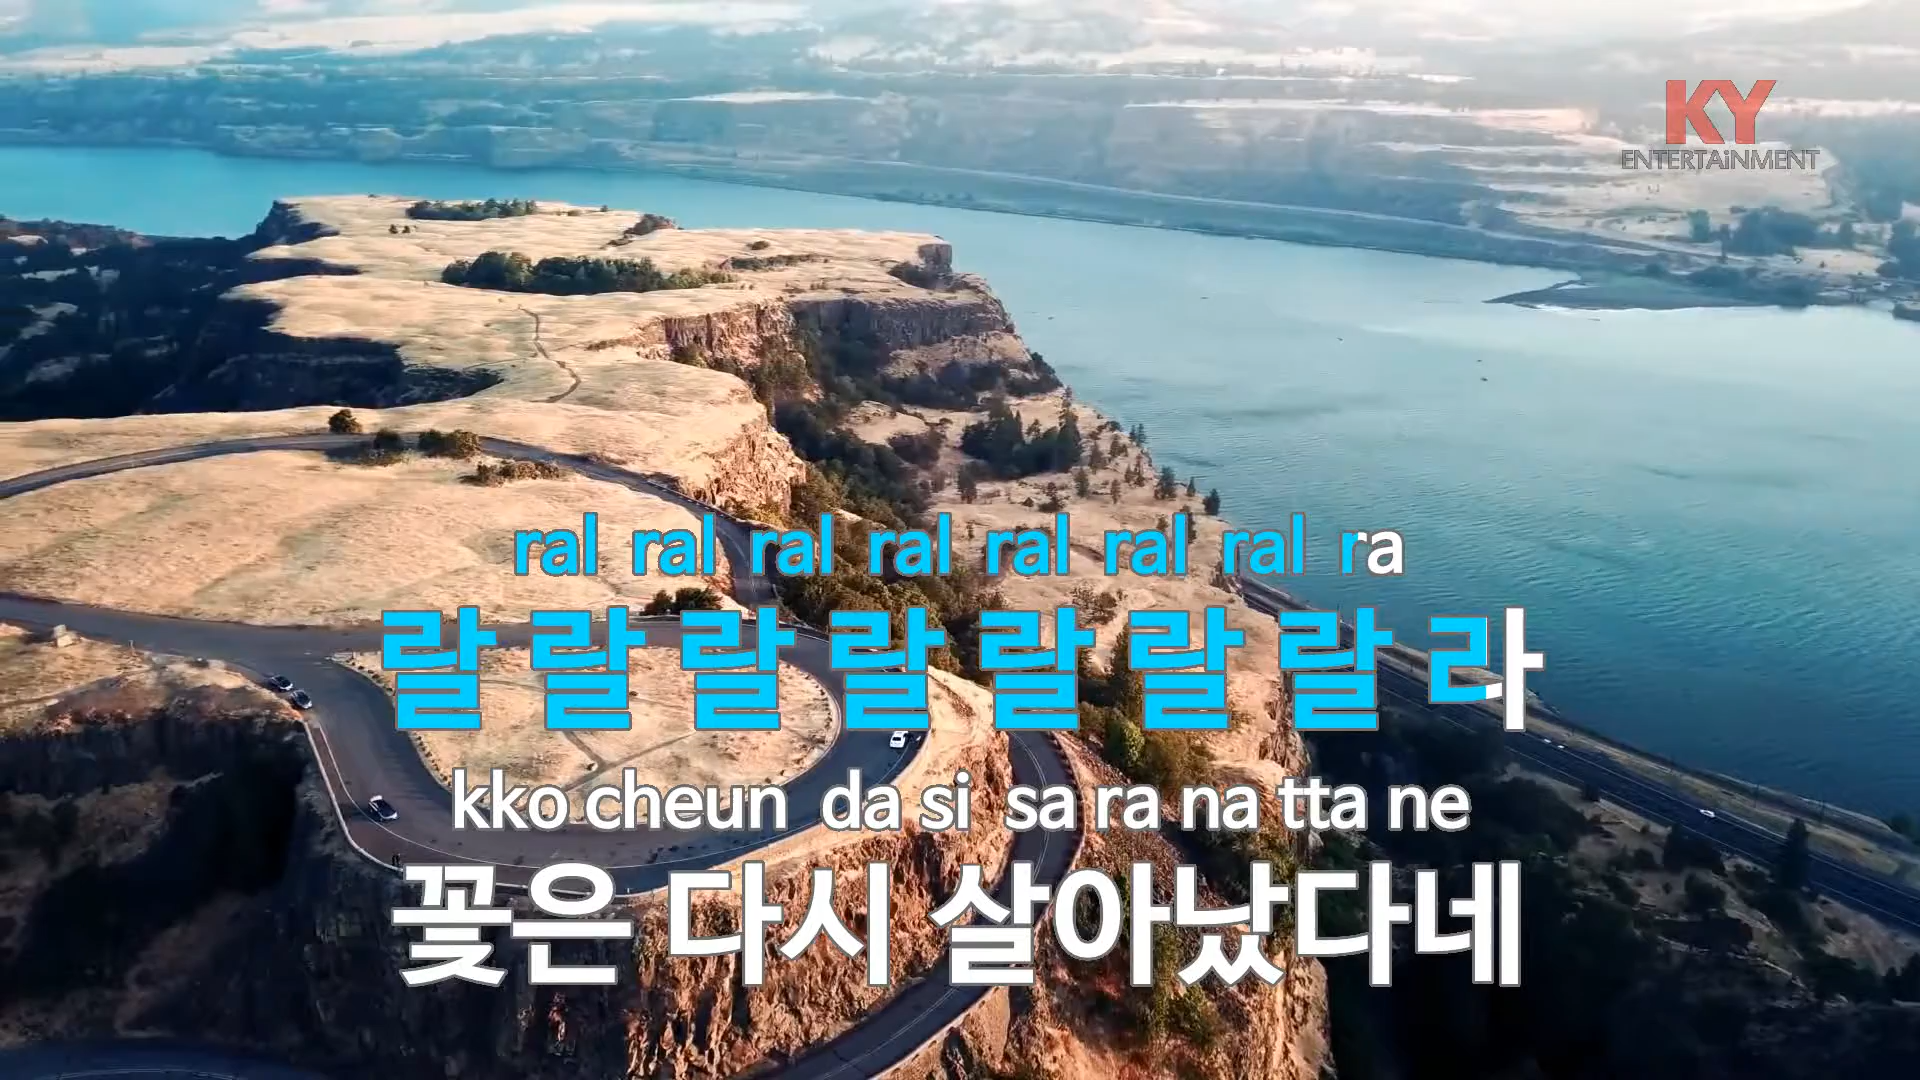 KY
ENTERTAiNMENT
ral ral ral ral ral ral ral ra
랄 랄 랄 랄 랄 랄 랄 라
kko cheun da si sa ra na tta ne
꽃은 다시 살아났다네